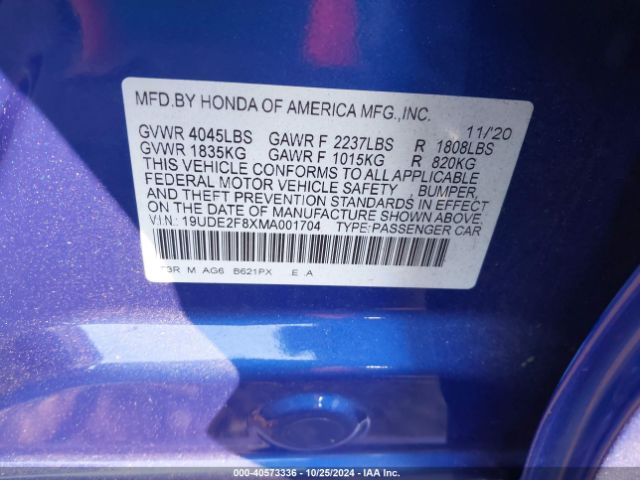 MFD.BY HONDA OF AMERICA MFG.,INC.
11/'20
GVWR 4045LBS GAWR F 2237LBS R 1808LBS
GVWR 1835KG GAWR F 1015KG R 820KG
THIS VEHICLE CONFORMS TO ALL APPLICABLE
FEDERAL MOTOR VEHICLE SAFETY BUMPER,
AND THEFT PREVENTION STANDARDS IN EFFECT
ON THE DATE OF MANUFACTURE SHOWN ABOVE.
V.I.N.: 19UDE2F8XMA001704 TYPE:PASSENGER CAR
T3R M AG6 B621PX E A
000-40573336 - 10/25/2024 - IAA Inc.